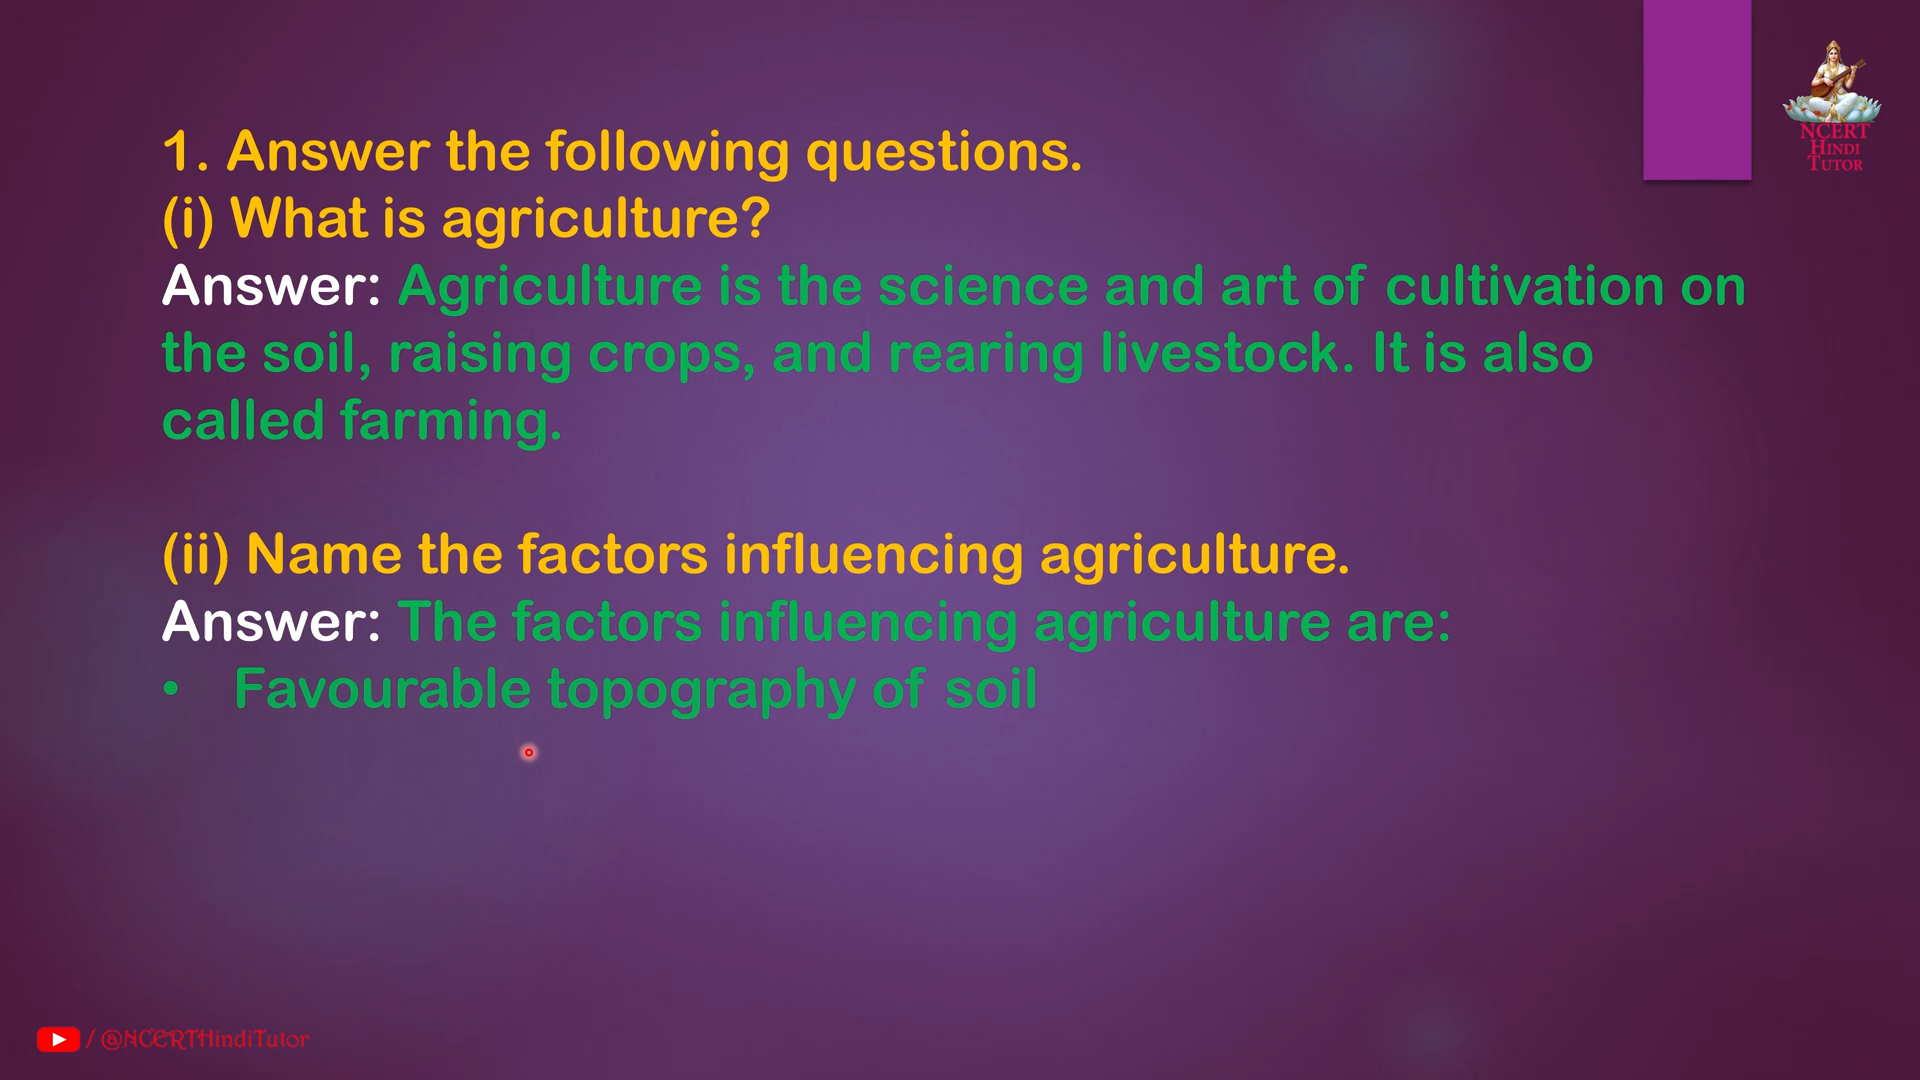 NCERT
HINDI
TUTOR
1. Answer the following questions.
(i) What is agriculture?
Answer: Agriculture is the science and art of cultivation on
the soil, raising crops, and rearing livestock. It is also
called farming.
(ii) Name the factors influencing agriculture.
Answer: The factors influencing agriculture are:
• Favourable topography of soil
/ @NCERTHindiTutor